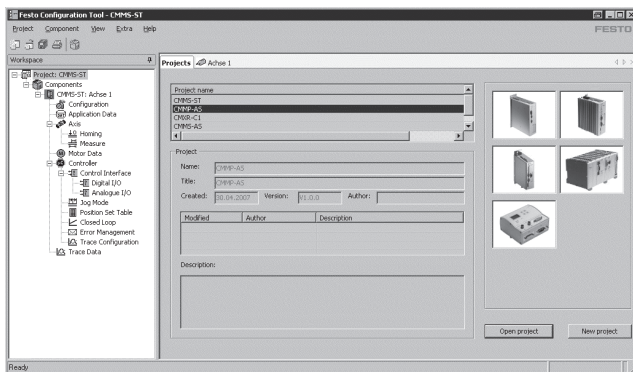 Festo Configuration Tool - CMMS-ST
Project Component View Extra Help
FESTO
Workspace
Project: CMMS-ST
Components
CMMS-ST: Achse 1
Configuration
Application Data
Axis
Homing
Measure
Motor Data
Controller
Control Interface
Digital I/O
Analogue I/O
Jog Mode
Position Set Table
Closed Loop
Error Management
Trace Configuration
Trace Data
Projects Achse 1
Project name
CMMS-ST
CMMP-AS
CMXR-C1
CMMS-AS
Project
Name: CMMP-AS
Title: CMMP-AS
Created: 30.04.2007 Version: V1.0.0 Author:
Modified Author Description
Description:
Open project New project
Ready